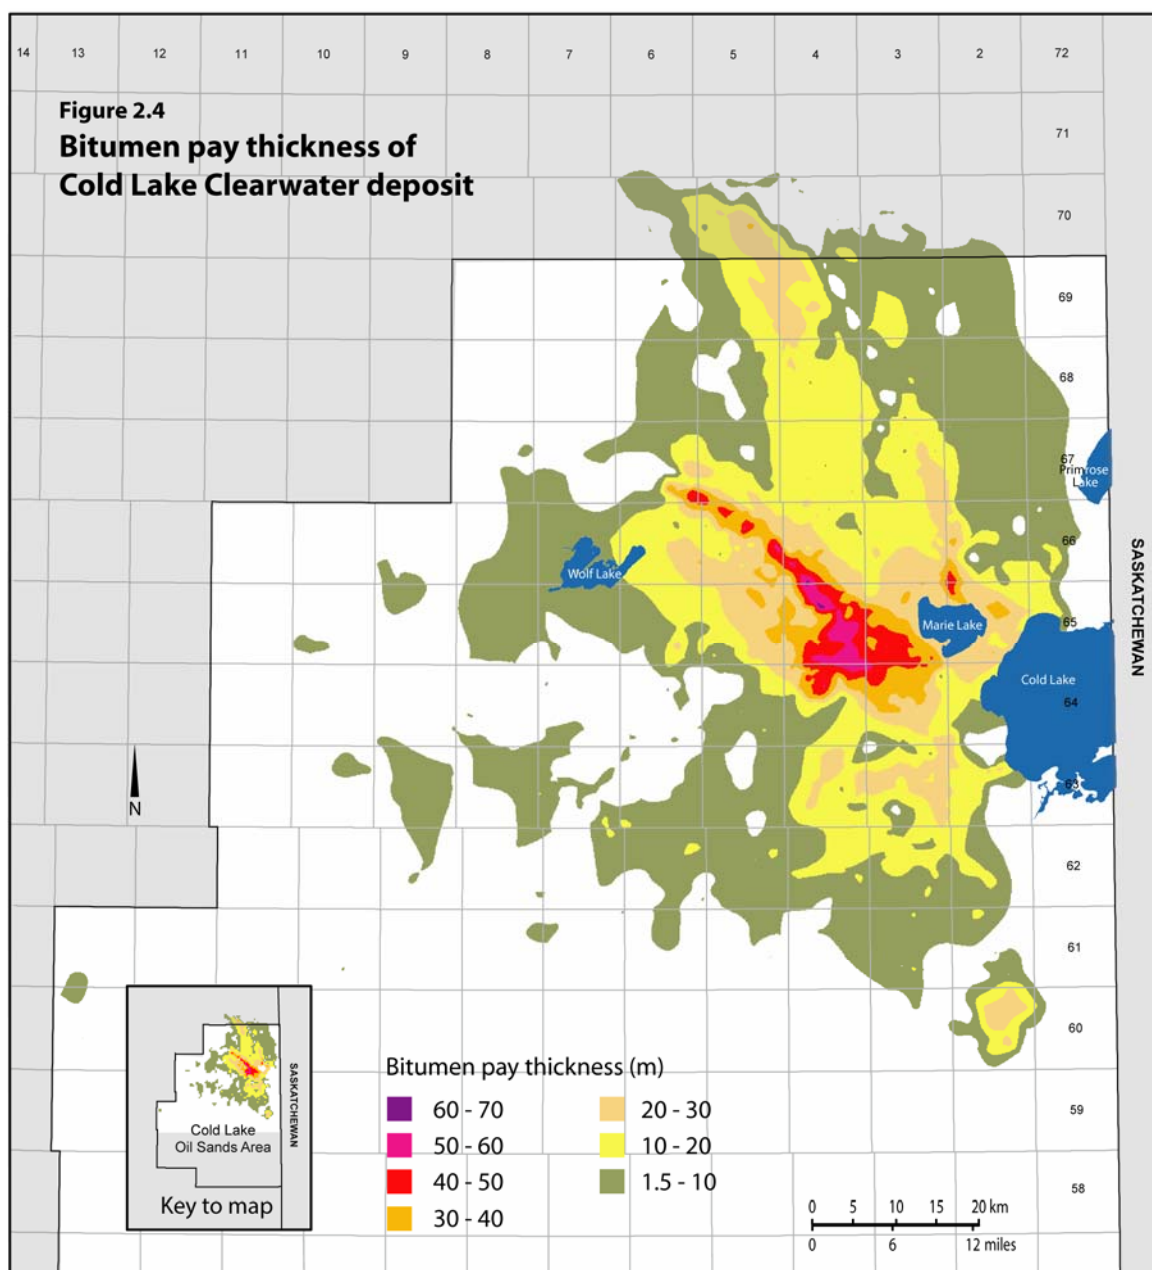 14 13 12 11 10 9 8 7 6 5 4 3 2 72
Figure 2.4
Bitumen pay thickness of
Cold Lake Clearwater deposit
71
70
69
68
67
Primrose
Lake
66
Wolf Lake
SASKATCHEWAN
65
Marie Lake
Cold Lake
64
63
N
62
61
60
59
58
SASKATCHEWAN
Cold Lake
Oil Sands Area
Key to map
Bitumen pay thickness (m)
60 - 70
50 - 60
40 - 50
30 - 40
20 - 30
10 - 20
1.5 - 10
0 5 10 15 20 km
0 6 12 miles